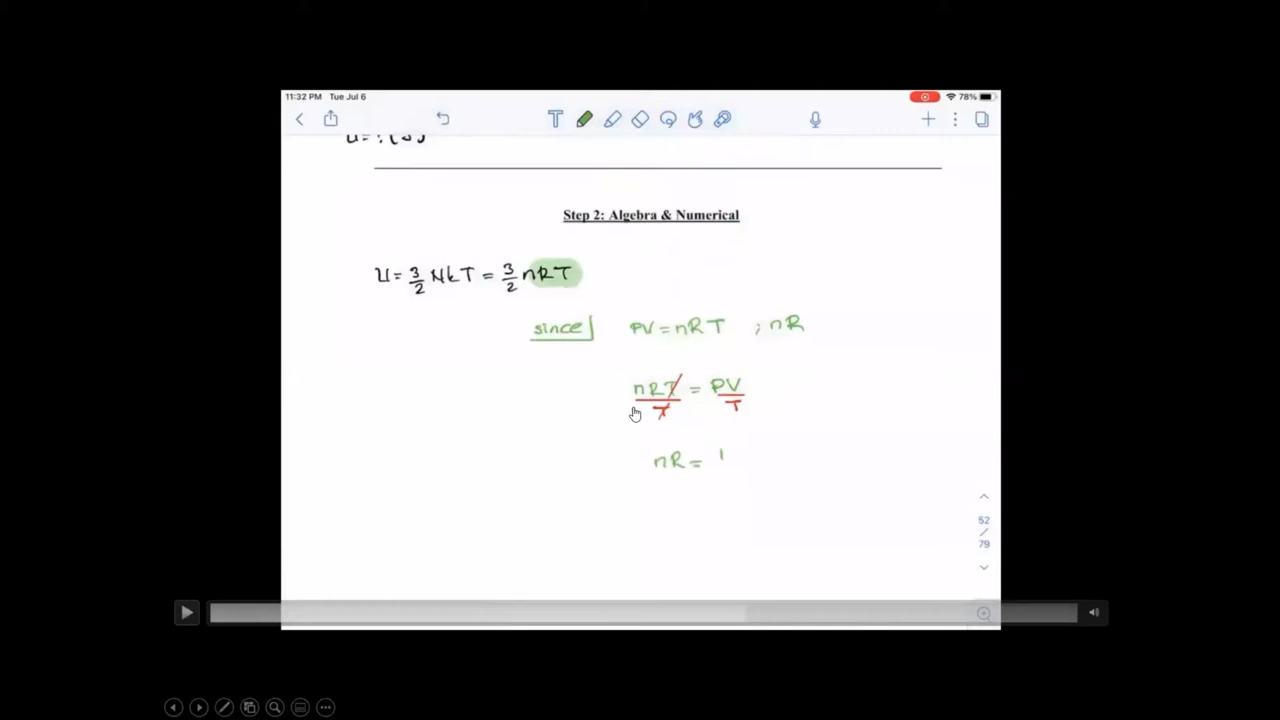 11:32 PM Tue Jul 6
78%
Step 2: Algebra & Numerical
U = 3/2 NkT = 3/2 nRT
since PV = nRT ; nR
nRT/T = PV/T
nR =
52
/
79